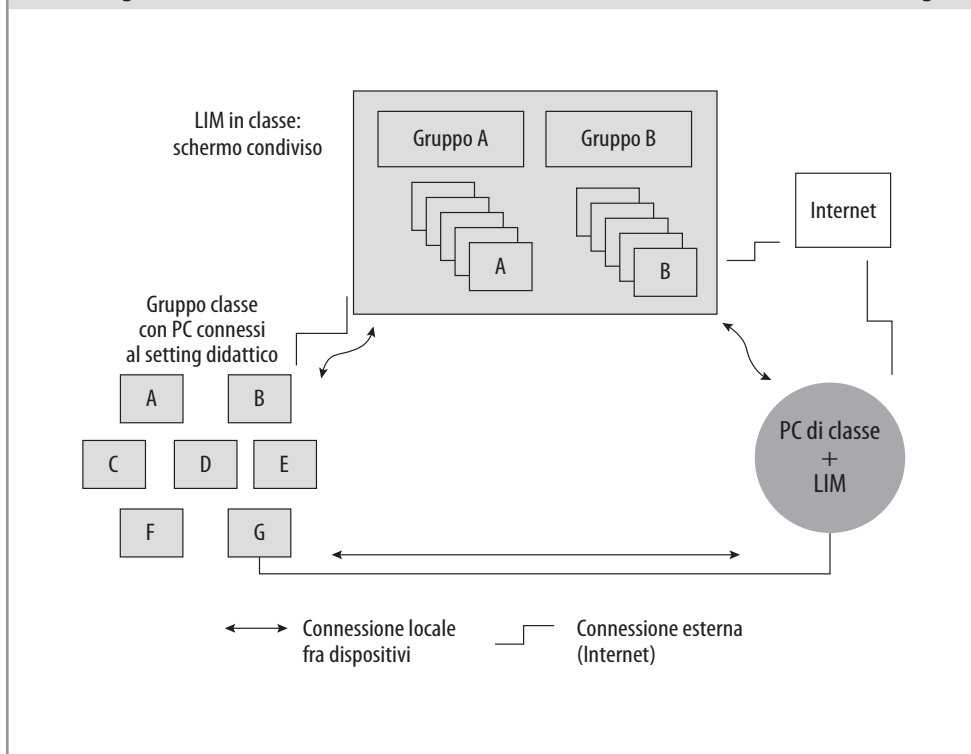 LIM in classe:
schermo condiviso
Gruppo A
Gruppo B
A
B
Internet
Gruppo classe
con PC connessi
al setting didattico
A
B
C
D
E
F
G
PC di classe
+
LIM
Connessione locale
fra dispositivi
Connessione esterna
(Internet)